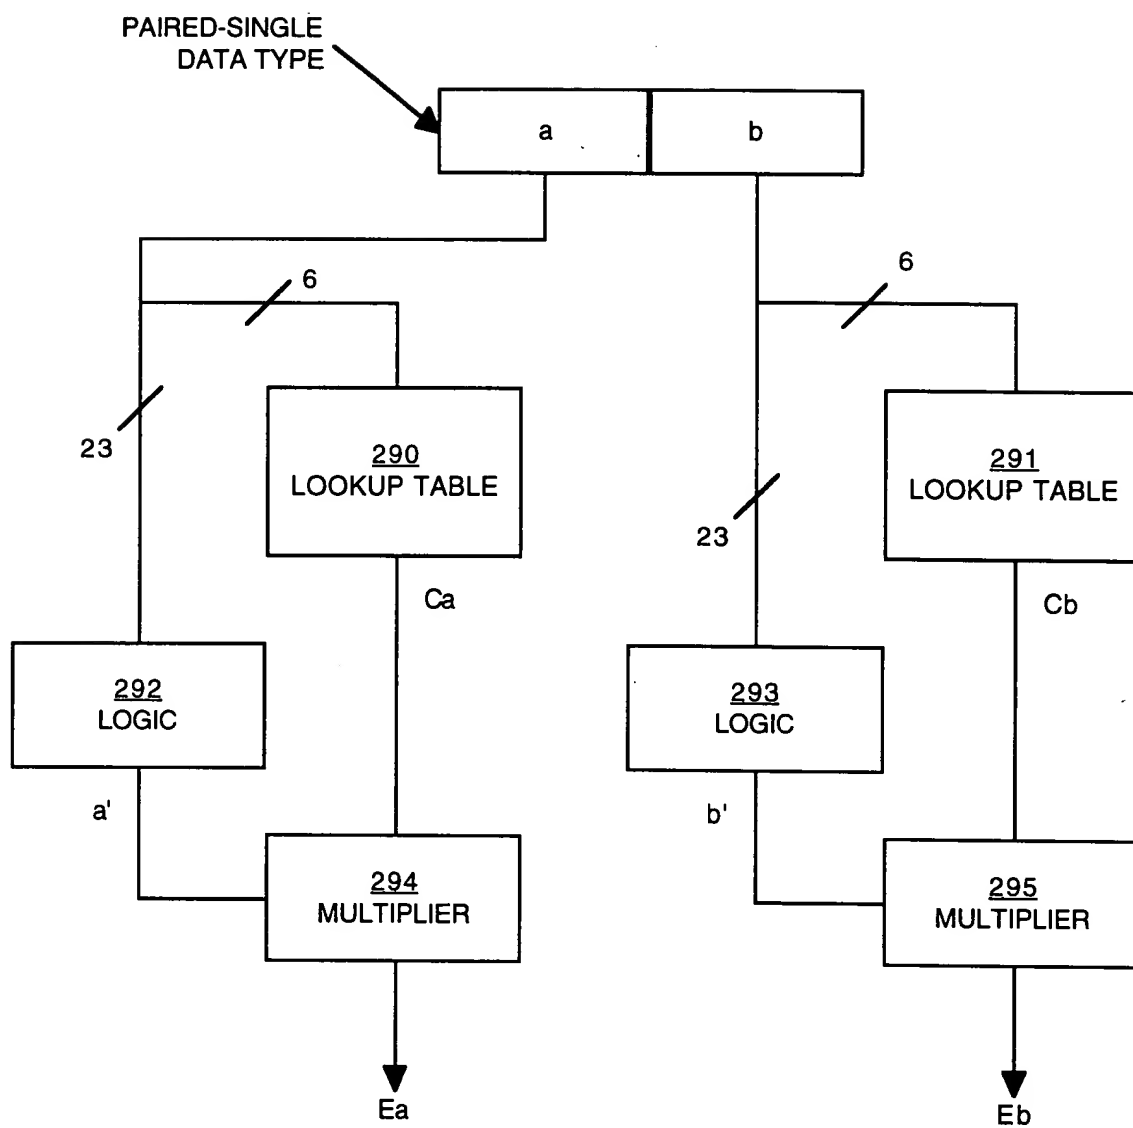 PAIRED-SINGLE
DATA TYPE
a
b
6
6
23
290
LOOKUP TABLE
291
LOOKUP TABLE
23
Ca
Cb
292
LOGIC
293
LOGIC
a'
b'
294
MULTIPLIER
295
MULTIPLIER
Ea
Eb